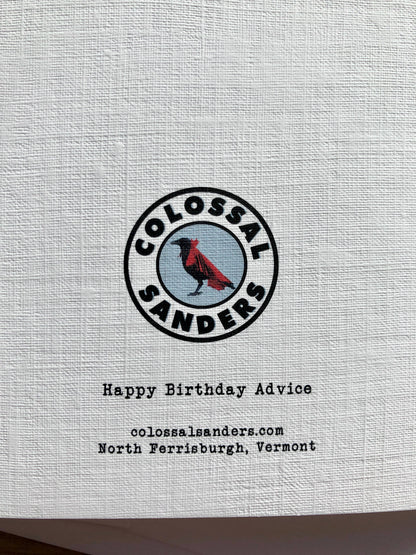 COLOSSAL
SANDERS
Happy Birthday Advice
colossalsanders.com
North Ferrisburgh, Vermont